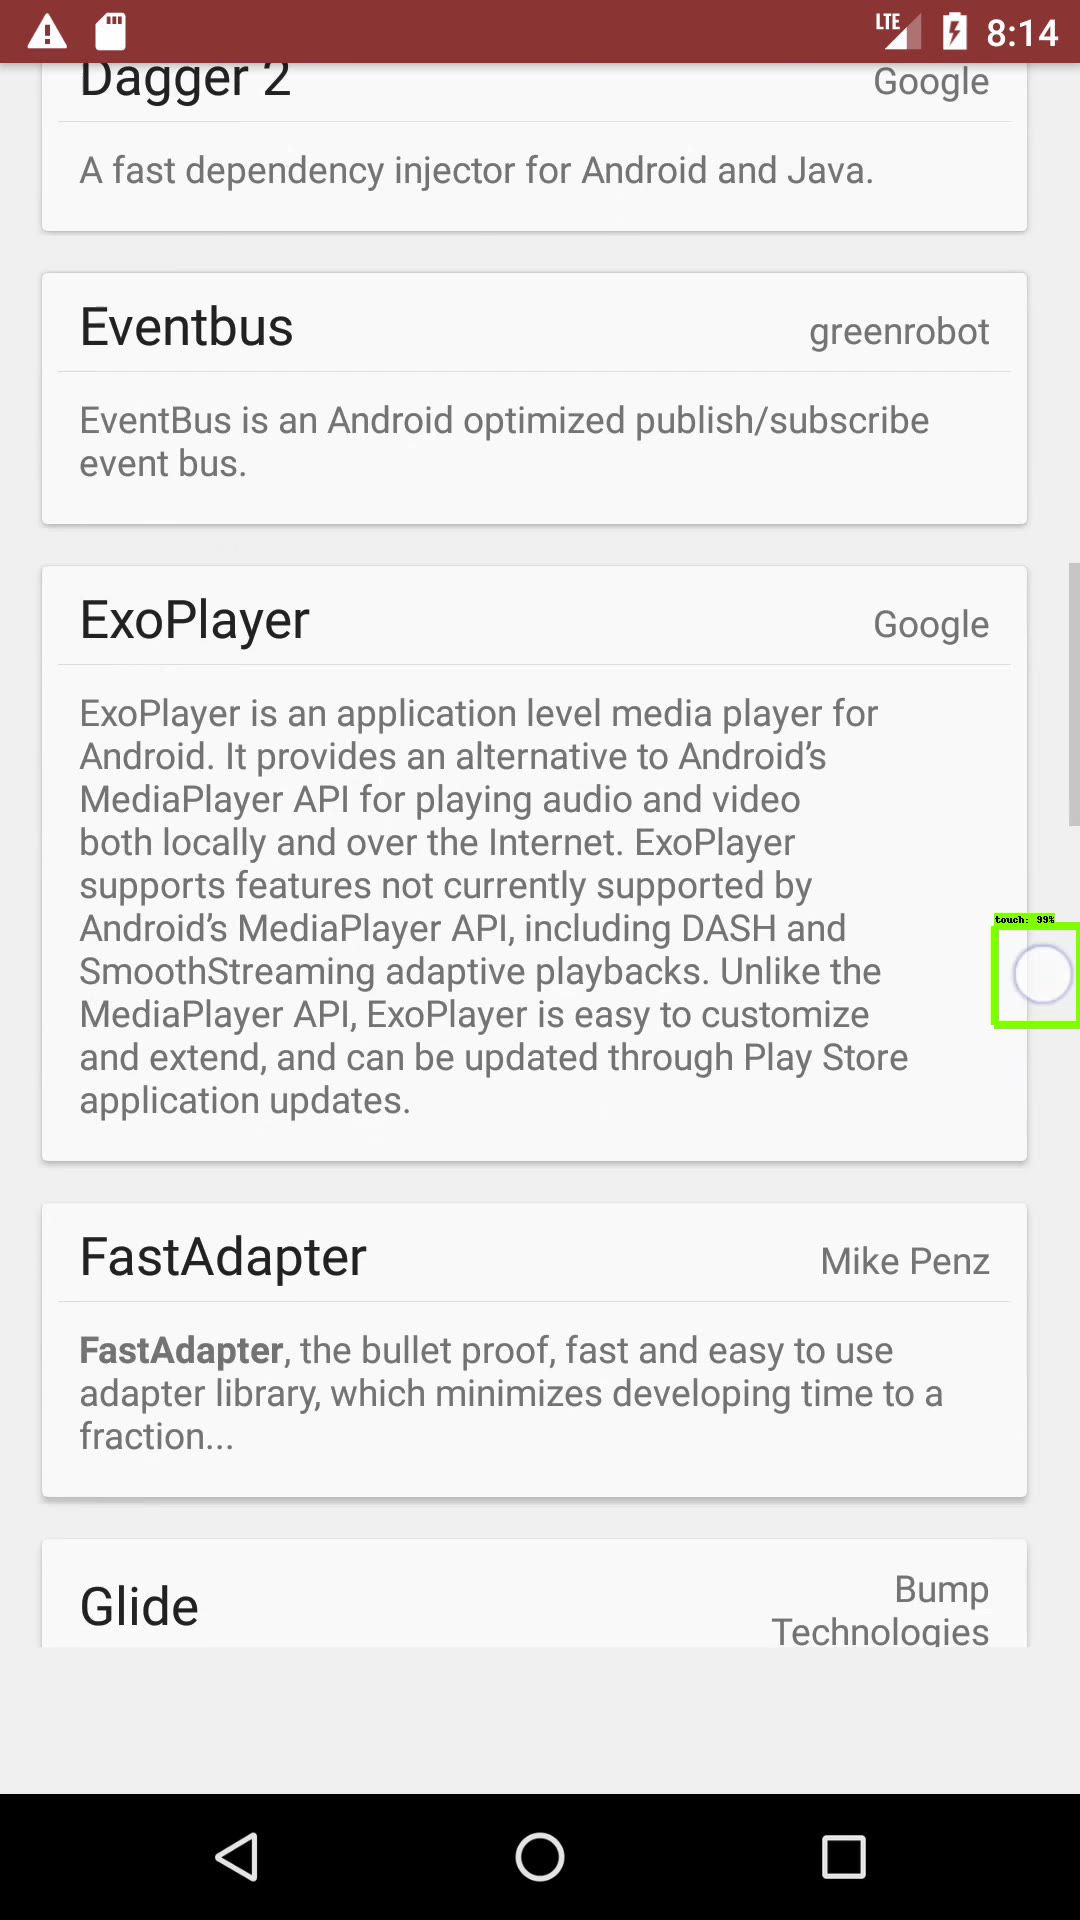 LTE 8:14
Dagger 2 Google
A fast dependency injector for Android and Java.
Eventbus greenrobot
EventBus is an Android optimized publish/subscribe
event bus.
ExoPlayer Google
ExoPlayer is an application level media player for
Android. It provides an alternative to Android’s
MediaPlayer API for playing audio and video
both locally and over the Internet. ExoPlayer
supports features not currently supported by
Android’s MediaPlayer API, including DASH and
SmoothStreaming adaptive playbacks. Unlike the
MediaPlayer API, ExoPlayer is easy to customize
and extend, and can be updated through Play Store
application updates.
touch: 99%
FastAdapter Mike Penz
FastAdapter, the bullet proof, fast and easy to use
adapter library, which minimizes developing time to a
fraction...
Glide Bump
Technologies